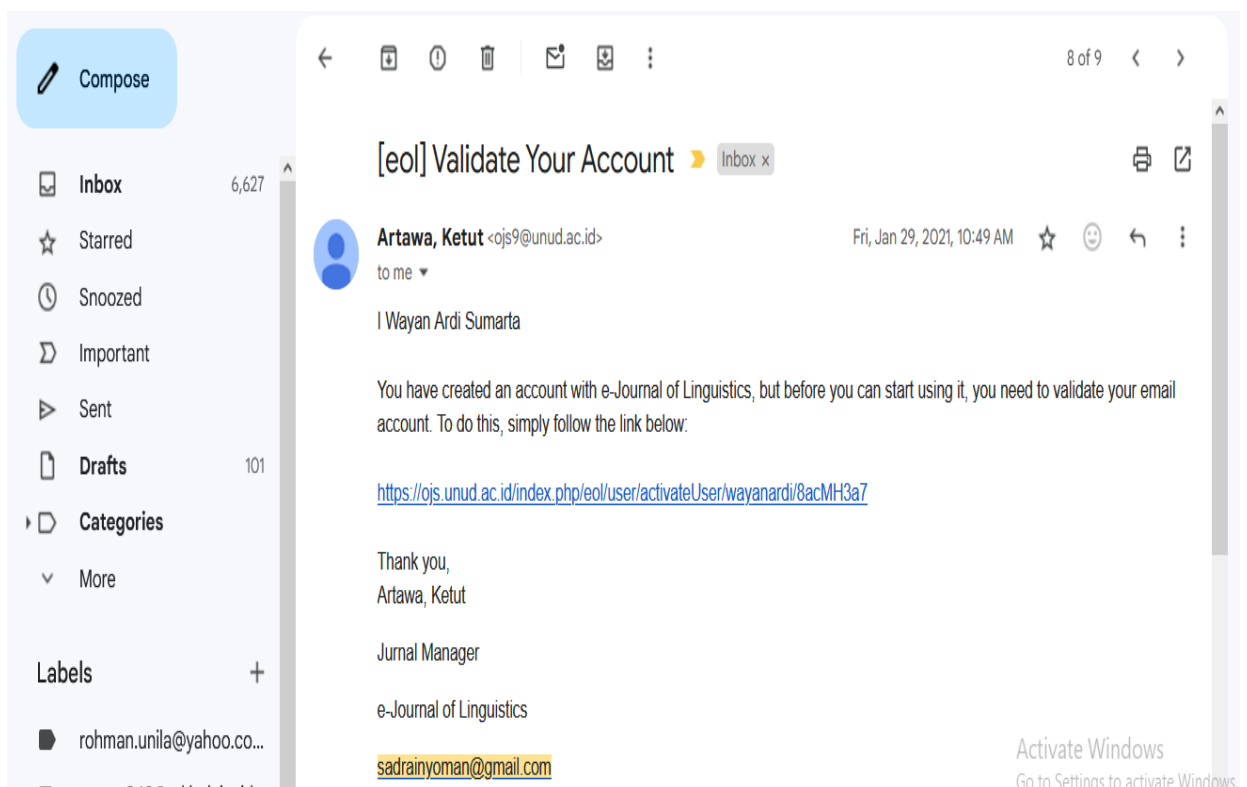 Compose
8 of 9
[eol] Validate Your Account
Inbox ×
Inbox 6,627
Artawa, Ketut <ojs9@unud.ac.id>
Fri, Jan 29, 2021, 10:49 AM
to me
Starred
Snoozed
Important
Sent
Drafts 101
Categories
More
Labels +
rohman.unila@yahoo.co...
I Wayan Ardi Sumarta
You have created an account with e-Journal of Linguistics, but before you can start using it, you need to validate your email
account. To do this, simply follow the link below:
https://ojs.unud.ac.id/index.php/eol/user/activateUser/wayanardi/8acMH3a7
Thank you,
Artawa, Ketut
Jurnal Manager
e-Journal of Linguistics
sadrainyoman@gmail.com
Activate Windows
Go to Settings to activate Windows.